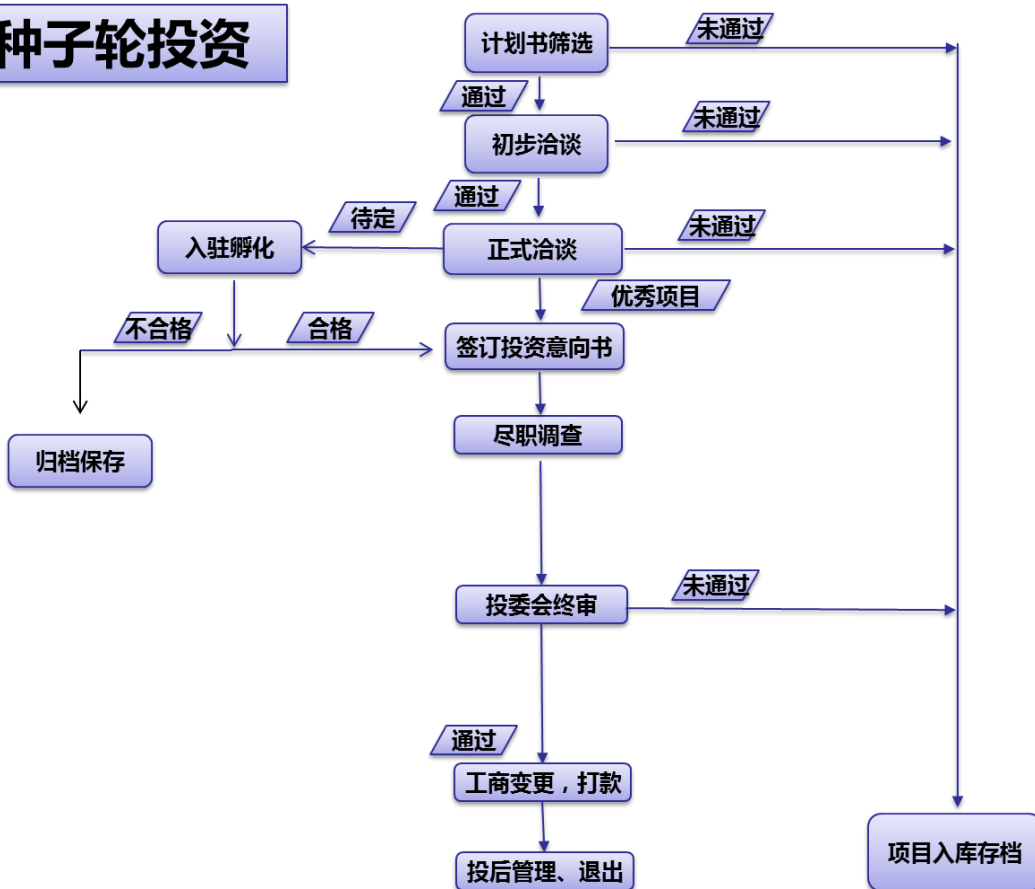 种子轮投资
计划书筛选
未通过
通过
初步洽谈
未通过
通过
待定
入驻孵化
正式洽谈
未通过
优秀项目
不合格
合格
签订投资意向书
尽职调查
归档保存
投委会终审
未通过
通过
工商变更，打款
投后管理、退出
项目入库存档